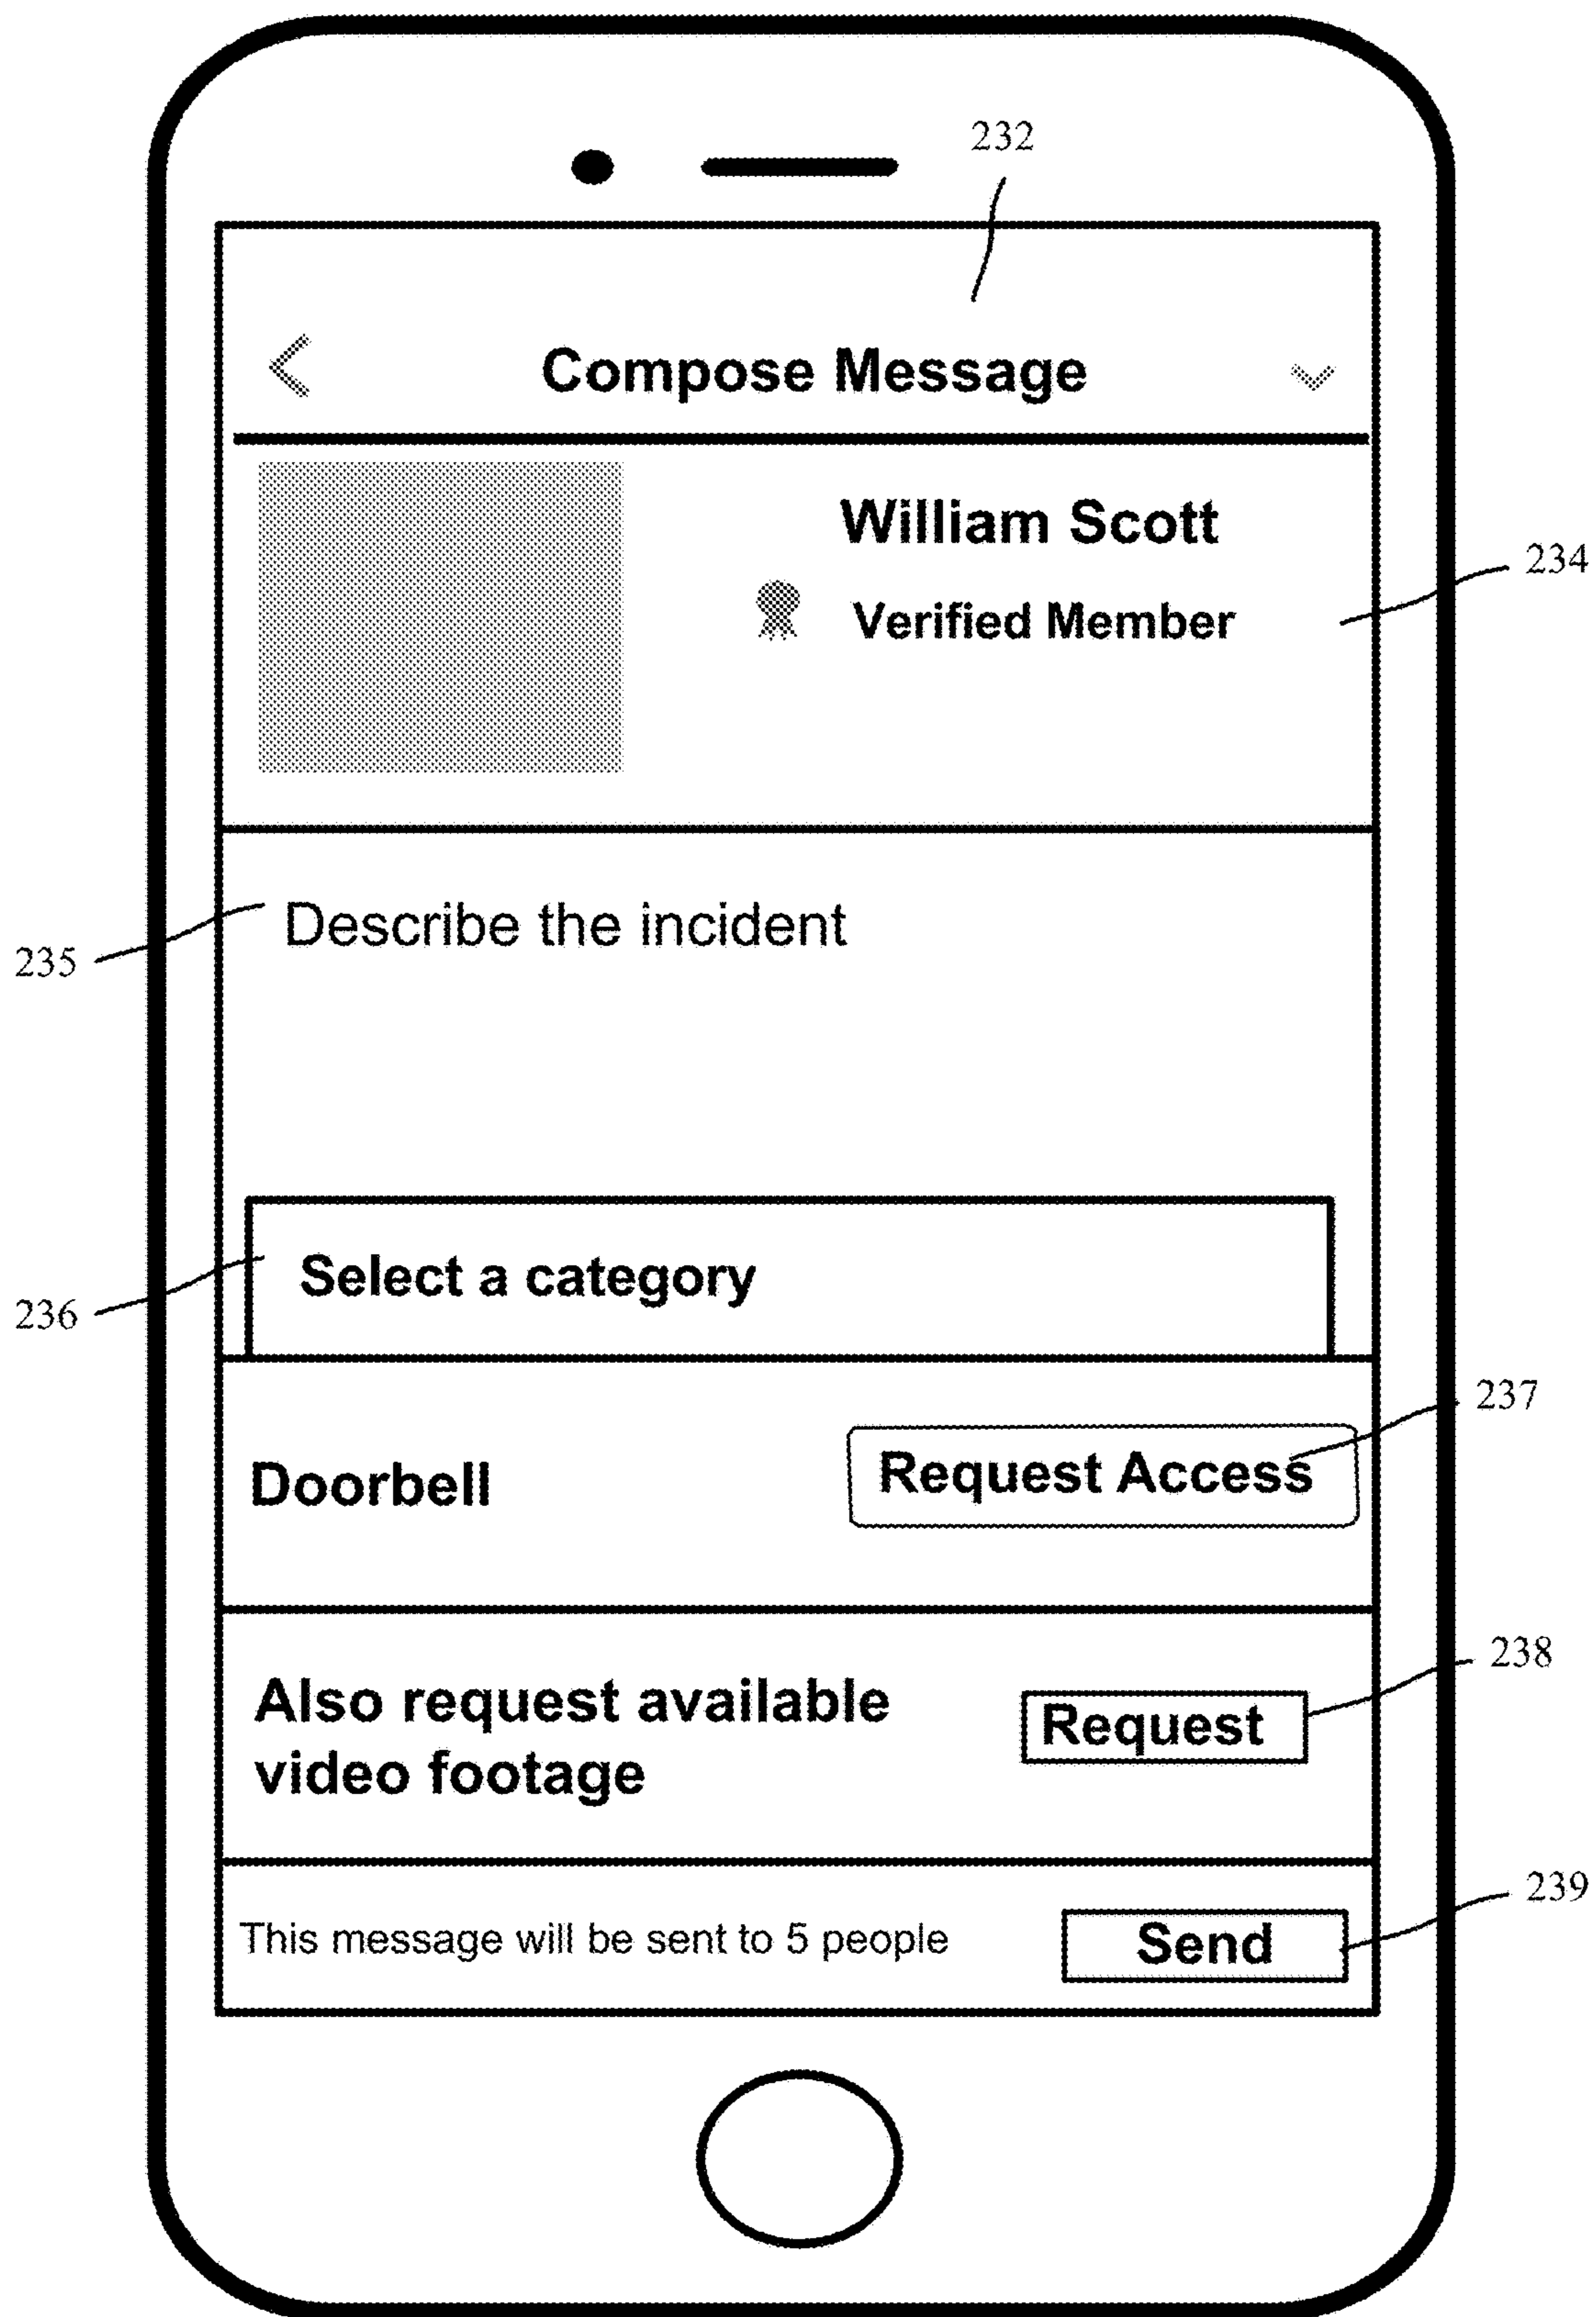 232
Compose Message
William Scott
234
Verified Member
Describe the incident
235
Select a category
236
237
Doorbell
Request Access
238
Also request available
video footage
Request
239
This message will be sent to 5 people
Send